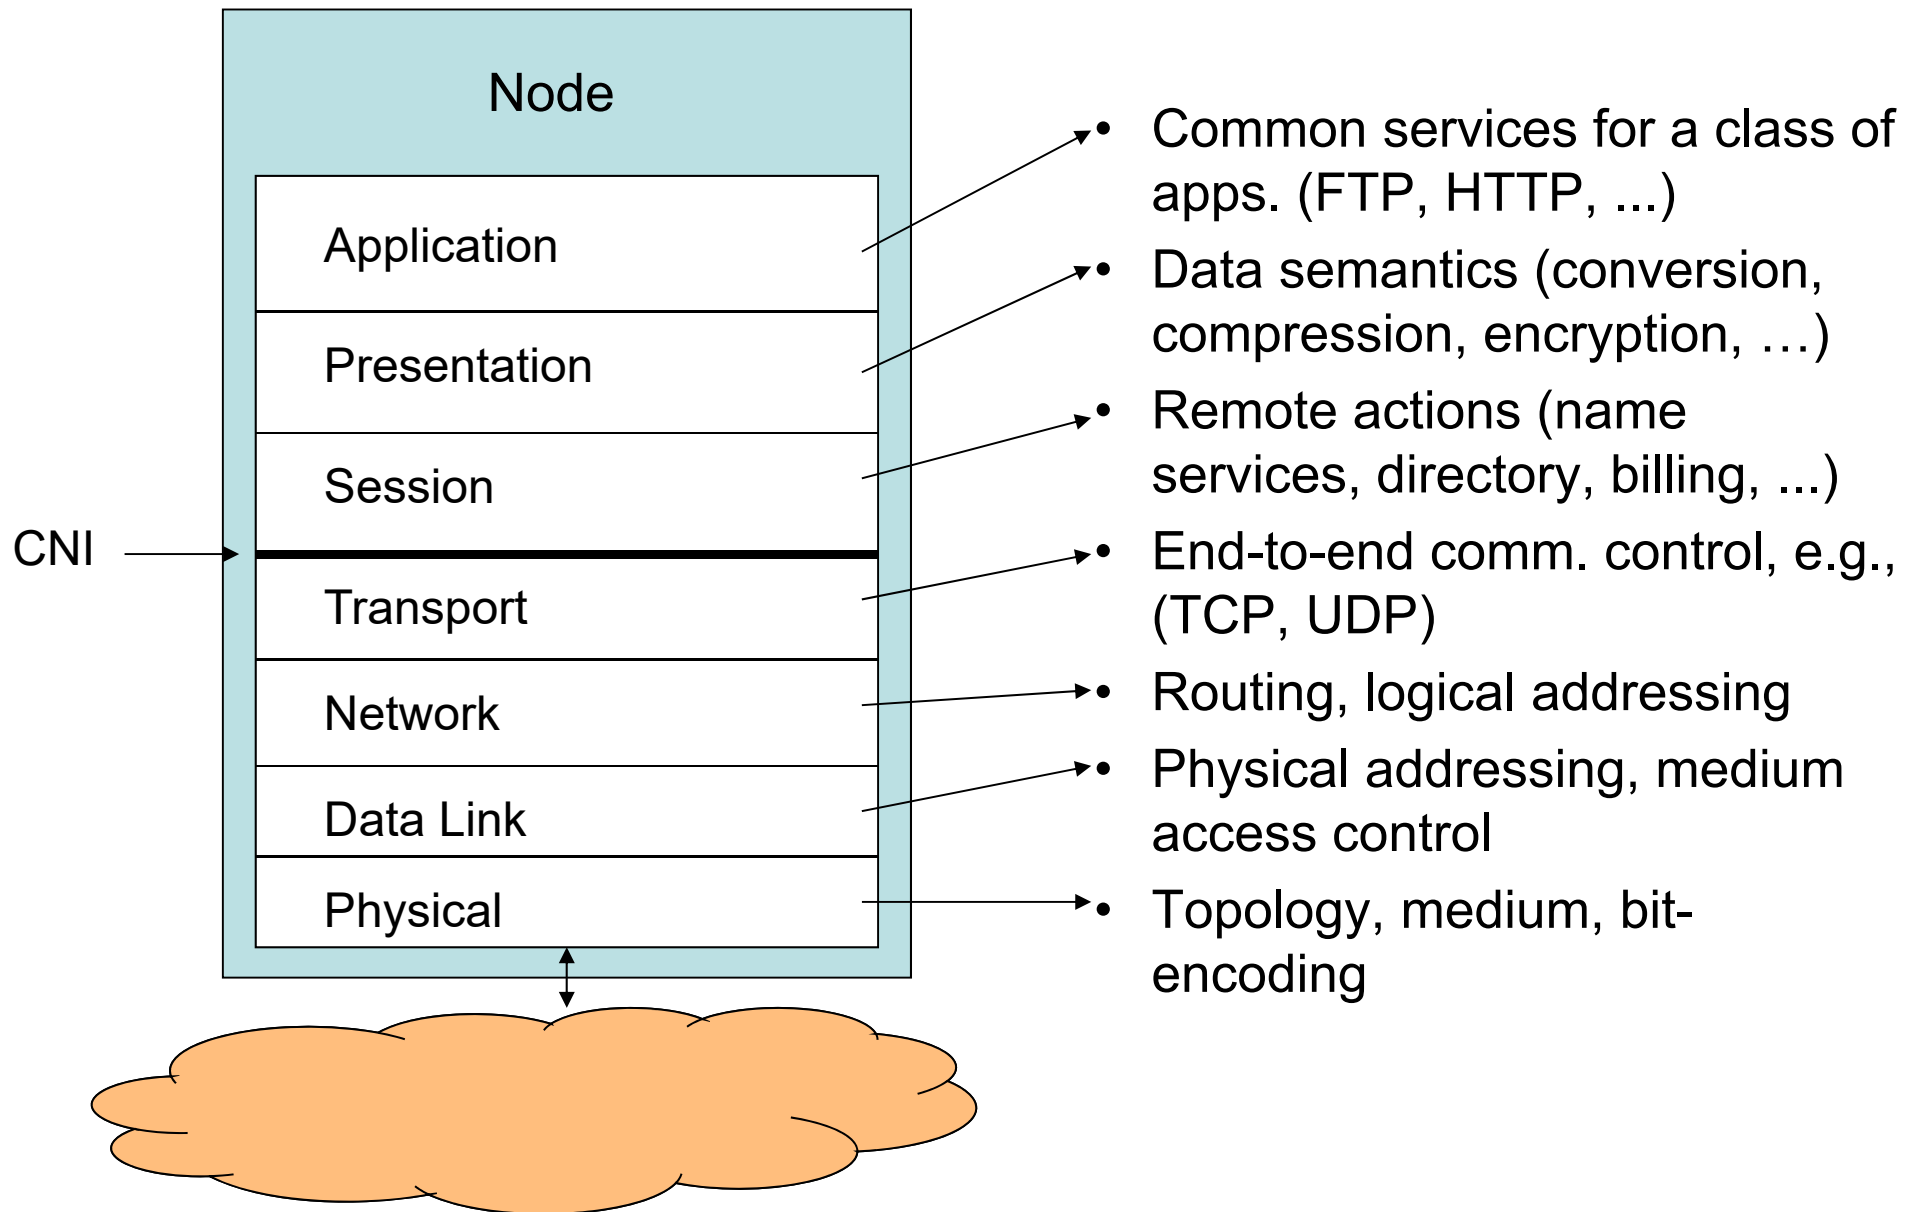 Node
Application
Presentation
Session
CNI
Transport
Network
Data Link
Physical
• Common services for a class of
apps. (FTP, HTTP, ...)
• Data semantics (conversion,
compression, encryption, …)
• Remote actions (name
services, directory, billing, ...)
• End-to-end comm. control, e.g.,
(TCP, UDP)
• Routing, logical addressing
• Physical addressing, medium
access control
• Topology, medium, bit-
encoding